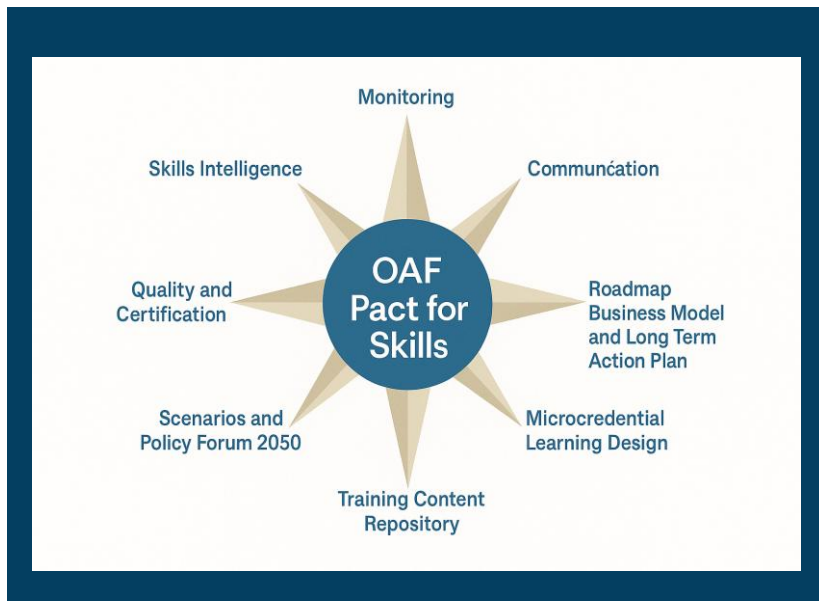 Monitoring
Skills Intelligence
Communćation
OAF
Pact for
Skills
Quality and
Certification
Roadmap
Business Model
and Long Term
Action Plan
Scenarios and
Policy Forum 2050
Microcredential
Learning Design
Training Content
Repository